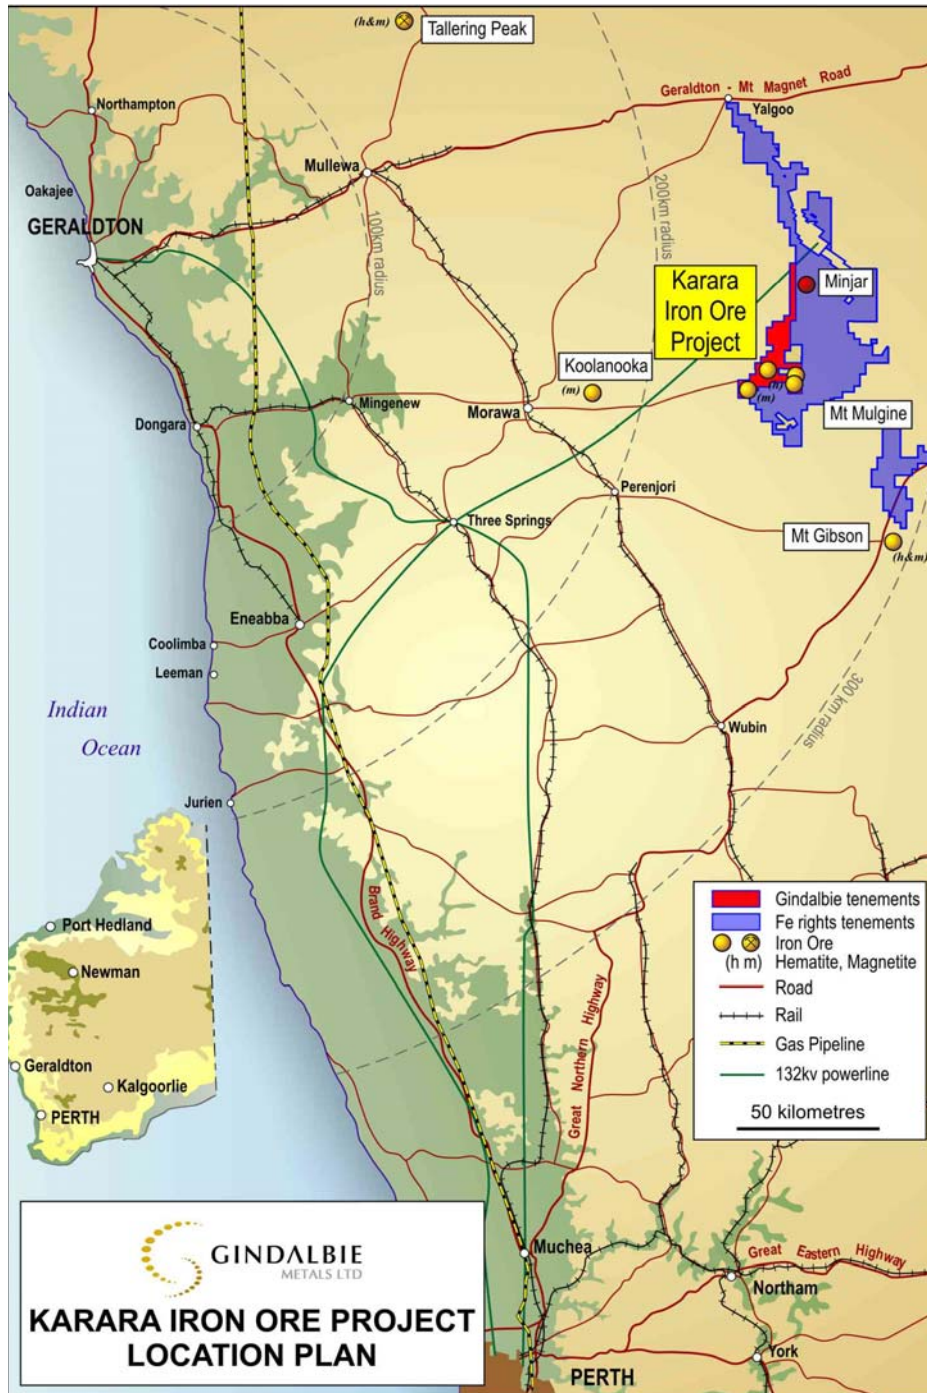 (h&m)
Tallering Peak
Geraldton - Mt Magnet Road
Yalgoo
Northampton
Mullewa
Oakajee
GERALDTON
100km radius
200km radius
Karara
Iron Ore
Project
Minjar
Koolanooka
(m)
(h)
(m)
Mingenew
Morawa
Mt Mulgine
Dongara
Perenjori
Three Springs
Mt Gibson
(h&m)
Eneabba
Coolimba
Leeman
300 km radius
Indian
Ocean
Wubin
Jurien
Brand Highway
Great Northern Highway
Port Hedland
Newman
Geraldton
Kalgoorlie
PERTH
Gindalbie tenements
Fe rights tenements
Iron Ore
(h m) Hematite, Magnetite
Road
Rail
Gas Pipeline
132kv powerline
50 kilometres
Muchea
Great Eastern Highway
Northam
York
PERTH
GINDALBIE
METALS LTD
KARARA IRON ORE PROJECT
LOCATION PLAN